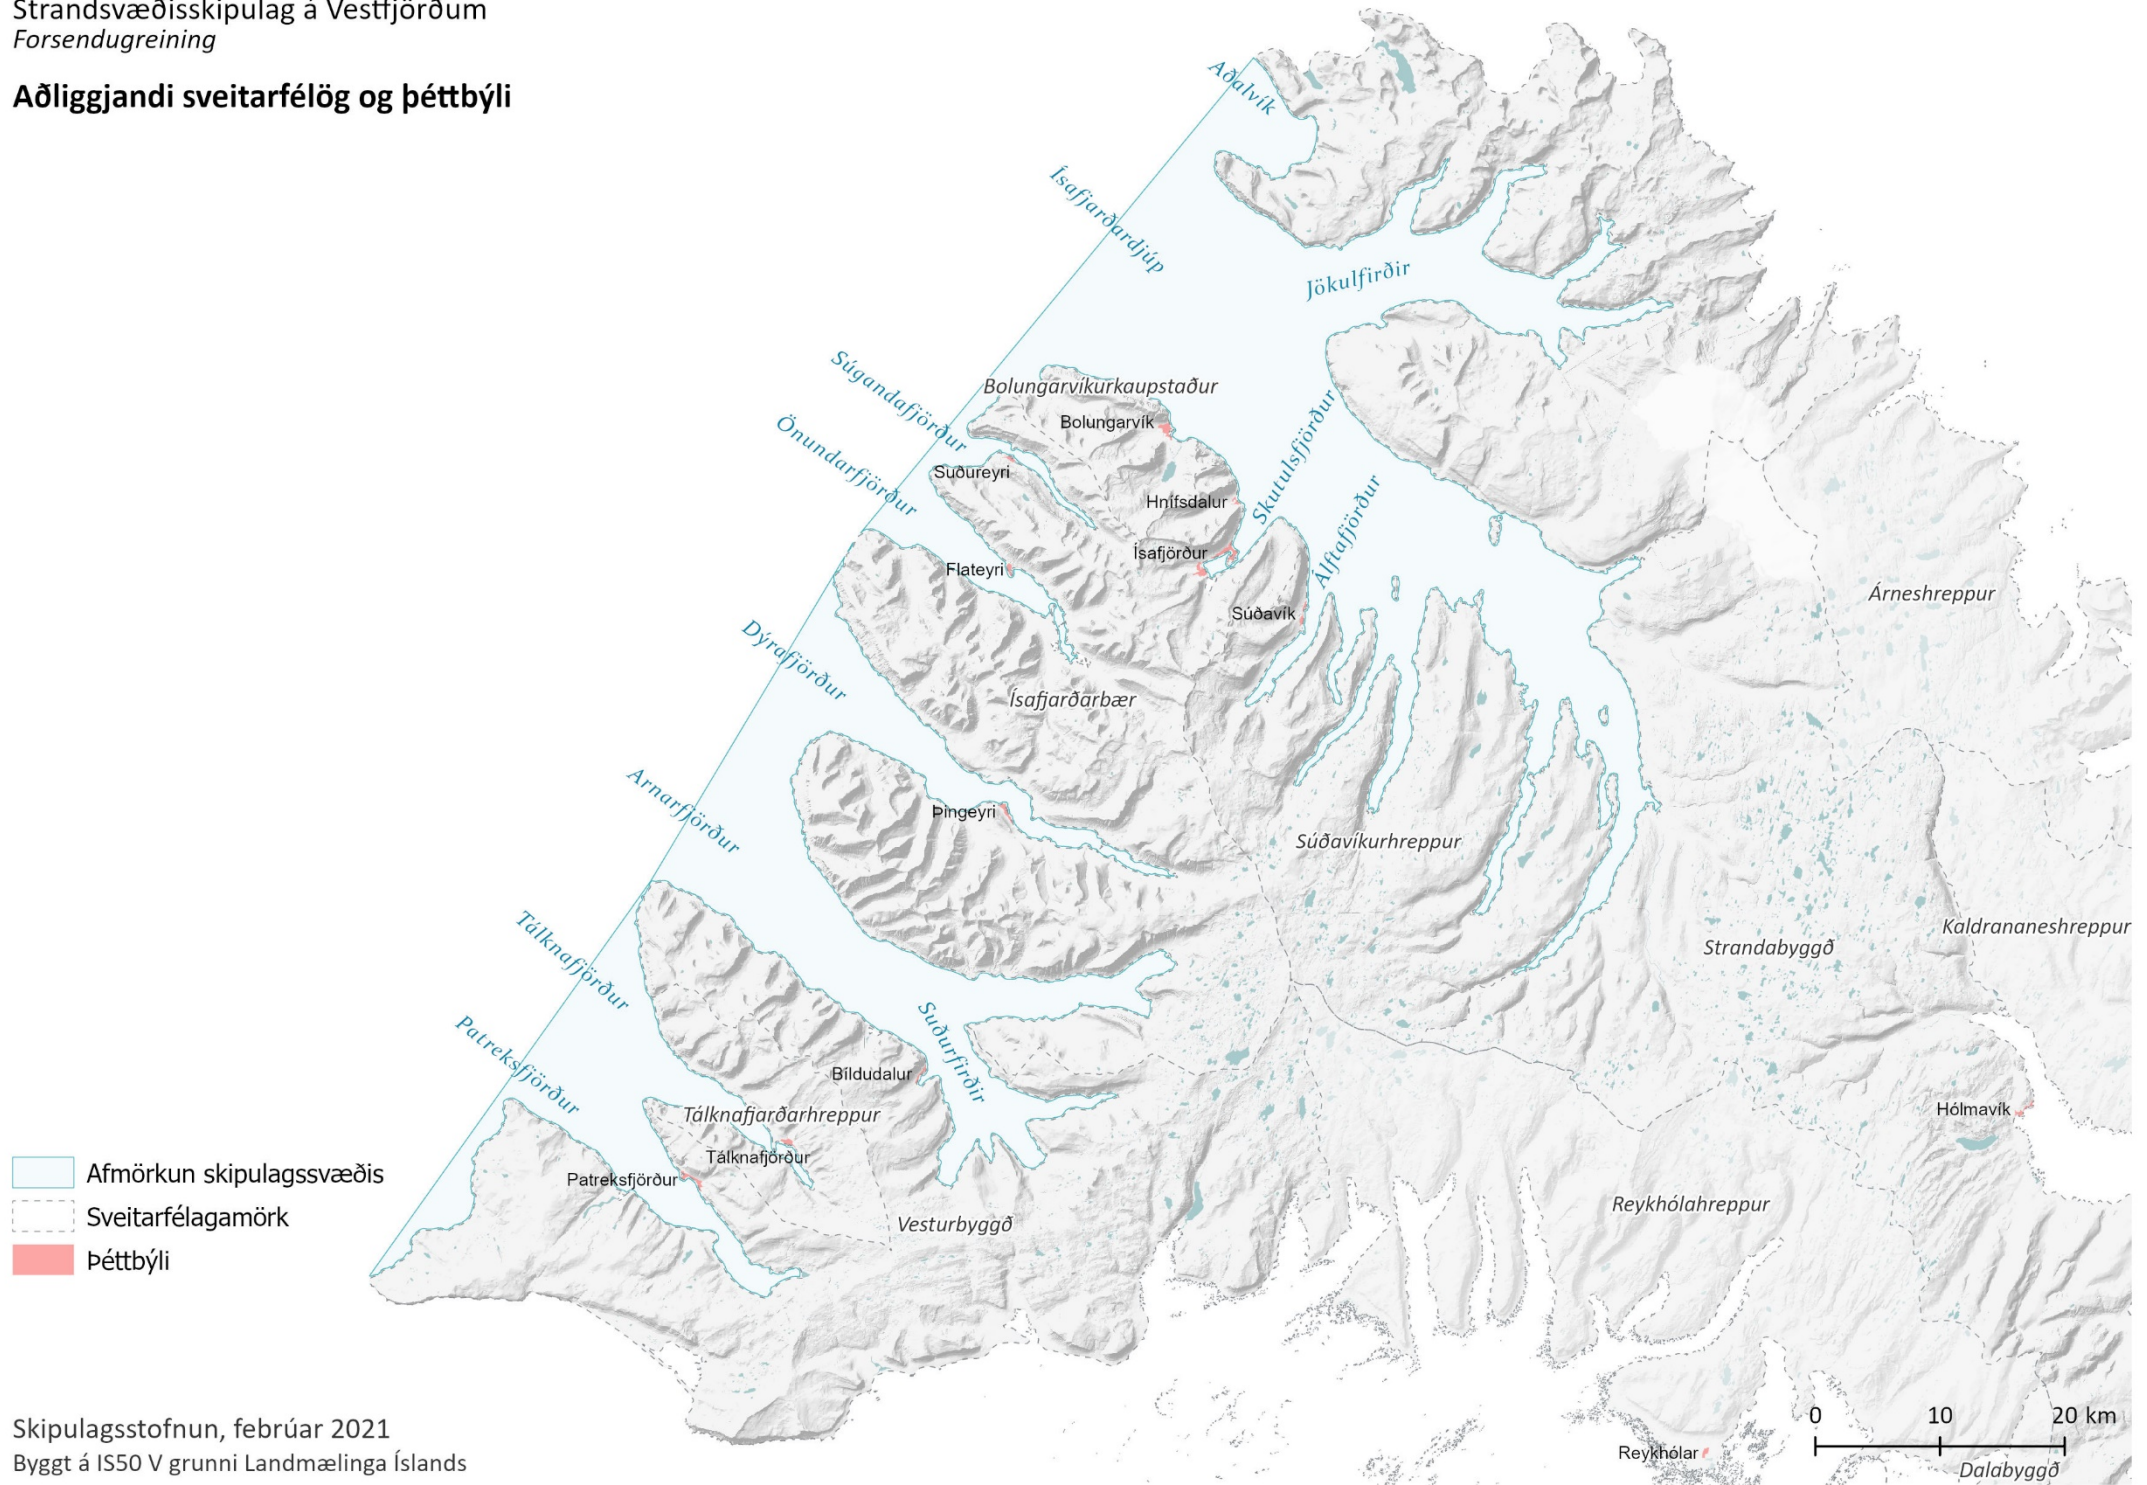 Strandsvæðisskipulag á Vestfjörðum
Forsendugreining
Aðliggjandi sveitarfélög og þéttbýli
Aðalvík
Ísafjarðardjúp
Jökulfirðir
Súgandafjörður
Bolungarvíkurkaupstaður
Bolungarvík
Önundarfjörður
Suðureyri
Skutulsfjörður
Hnífsdalur
Álftafjörður
Ísafjörður
Flateyri
Árneshreppur
Súðavík
Dýrafjörður
Ísafjarðarbær
Arnarfjörður
Þingeyri
Súðavíkurhreppur
Tálknafjörður
Kaldrananeshreppur
Strandabyggð
Suðurfirðir
Patreksfjörður
Bíldudalur
Tálknafjarðarhreppur
Hólmavík
Tálknafjörður
Patreksfjörður
Vesturbyggð
Reykhólahreppur
Afmörkun skipulagssvæðis
Sveitarfélagamörk
Þéttbýli
0 10 20 km
Reykhólar
Dalabyggð
Skipulagsstofnun, febrúar 2021
Byggt á IS50 V grunni Landmælinga Íslands